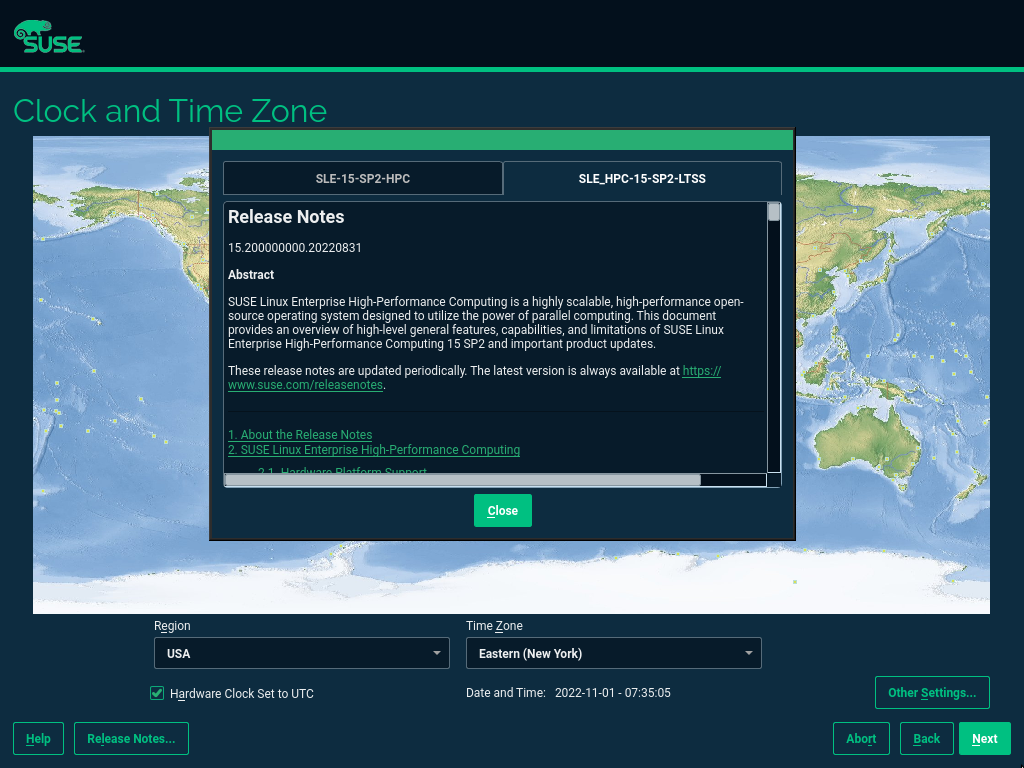 SUSE
Clock and Time Zone
SLE-15-SP2-HPC
SLE_HPC-15-SP2-LTSS
Release Notes
15.200000000.20220831
Abstract
SUSE Linux Enterprise High-Performance Computing is a highly scalable, high-performance open-
source operating system designed to utilize the power of parallel computing. This document
provides an overview of high-level general features, capabilities, and limitations of SUSE Linux
Enterprise High-Performance Computing 15 SP2 and important product updates.
These release notes are updated periodically. The latest version is always available at https://
www.suse.com/releasenotes.
1. About the Release Notes
2. SUSE Linux Enterprise High-Performance Computing
2.1. Hardware Platform Support
Close
Region
Time Zone
USA
Eastern (New York)
Hardware Clock Set to UTC
Date and Time: 2022-11-01 - 07:35:05
Other Settings...
Help
Release Notes...
Abort
Back
Next